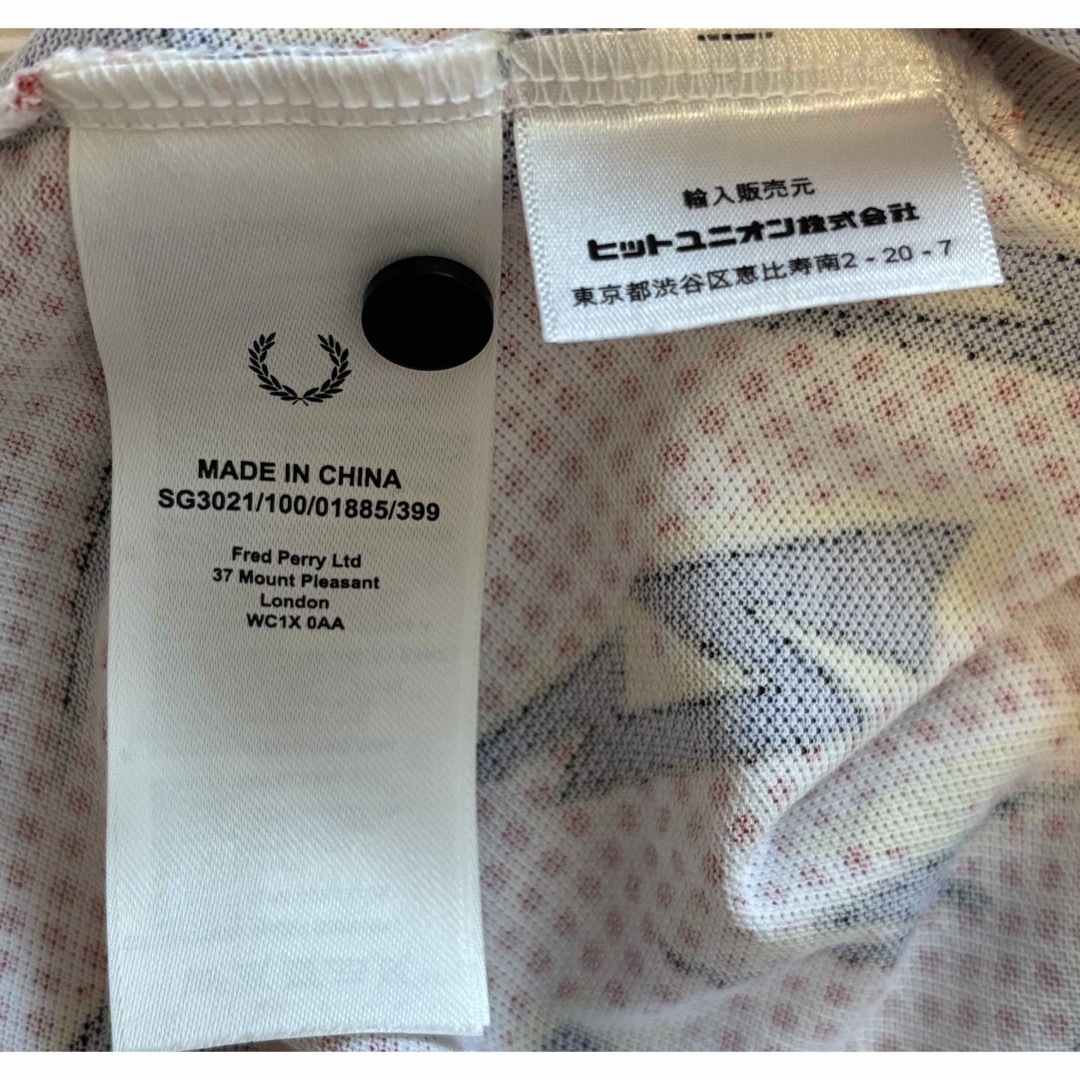 MADE IN CHINA
SG3021/100/01885/399
Fred Perry Ltd
37 Mount Pleasant
London
WC1X 0AA
輸入販売元
ヒットユニオン株式会社
東京都渋谷区恵比寿南2-20-7